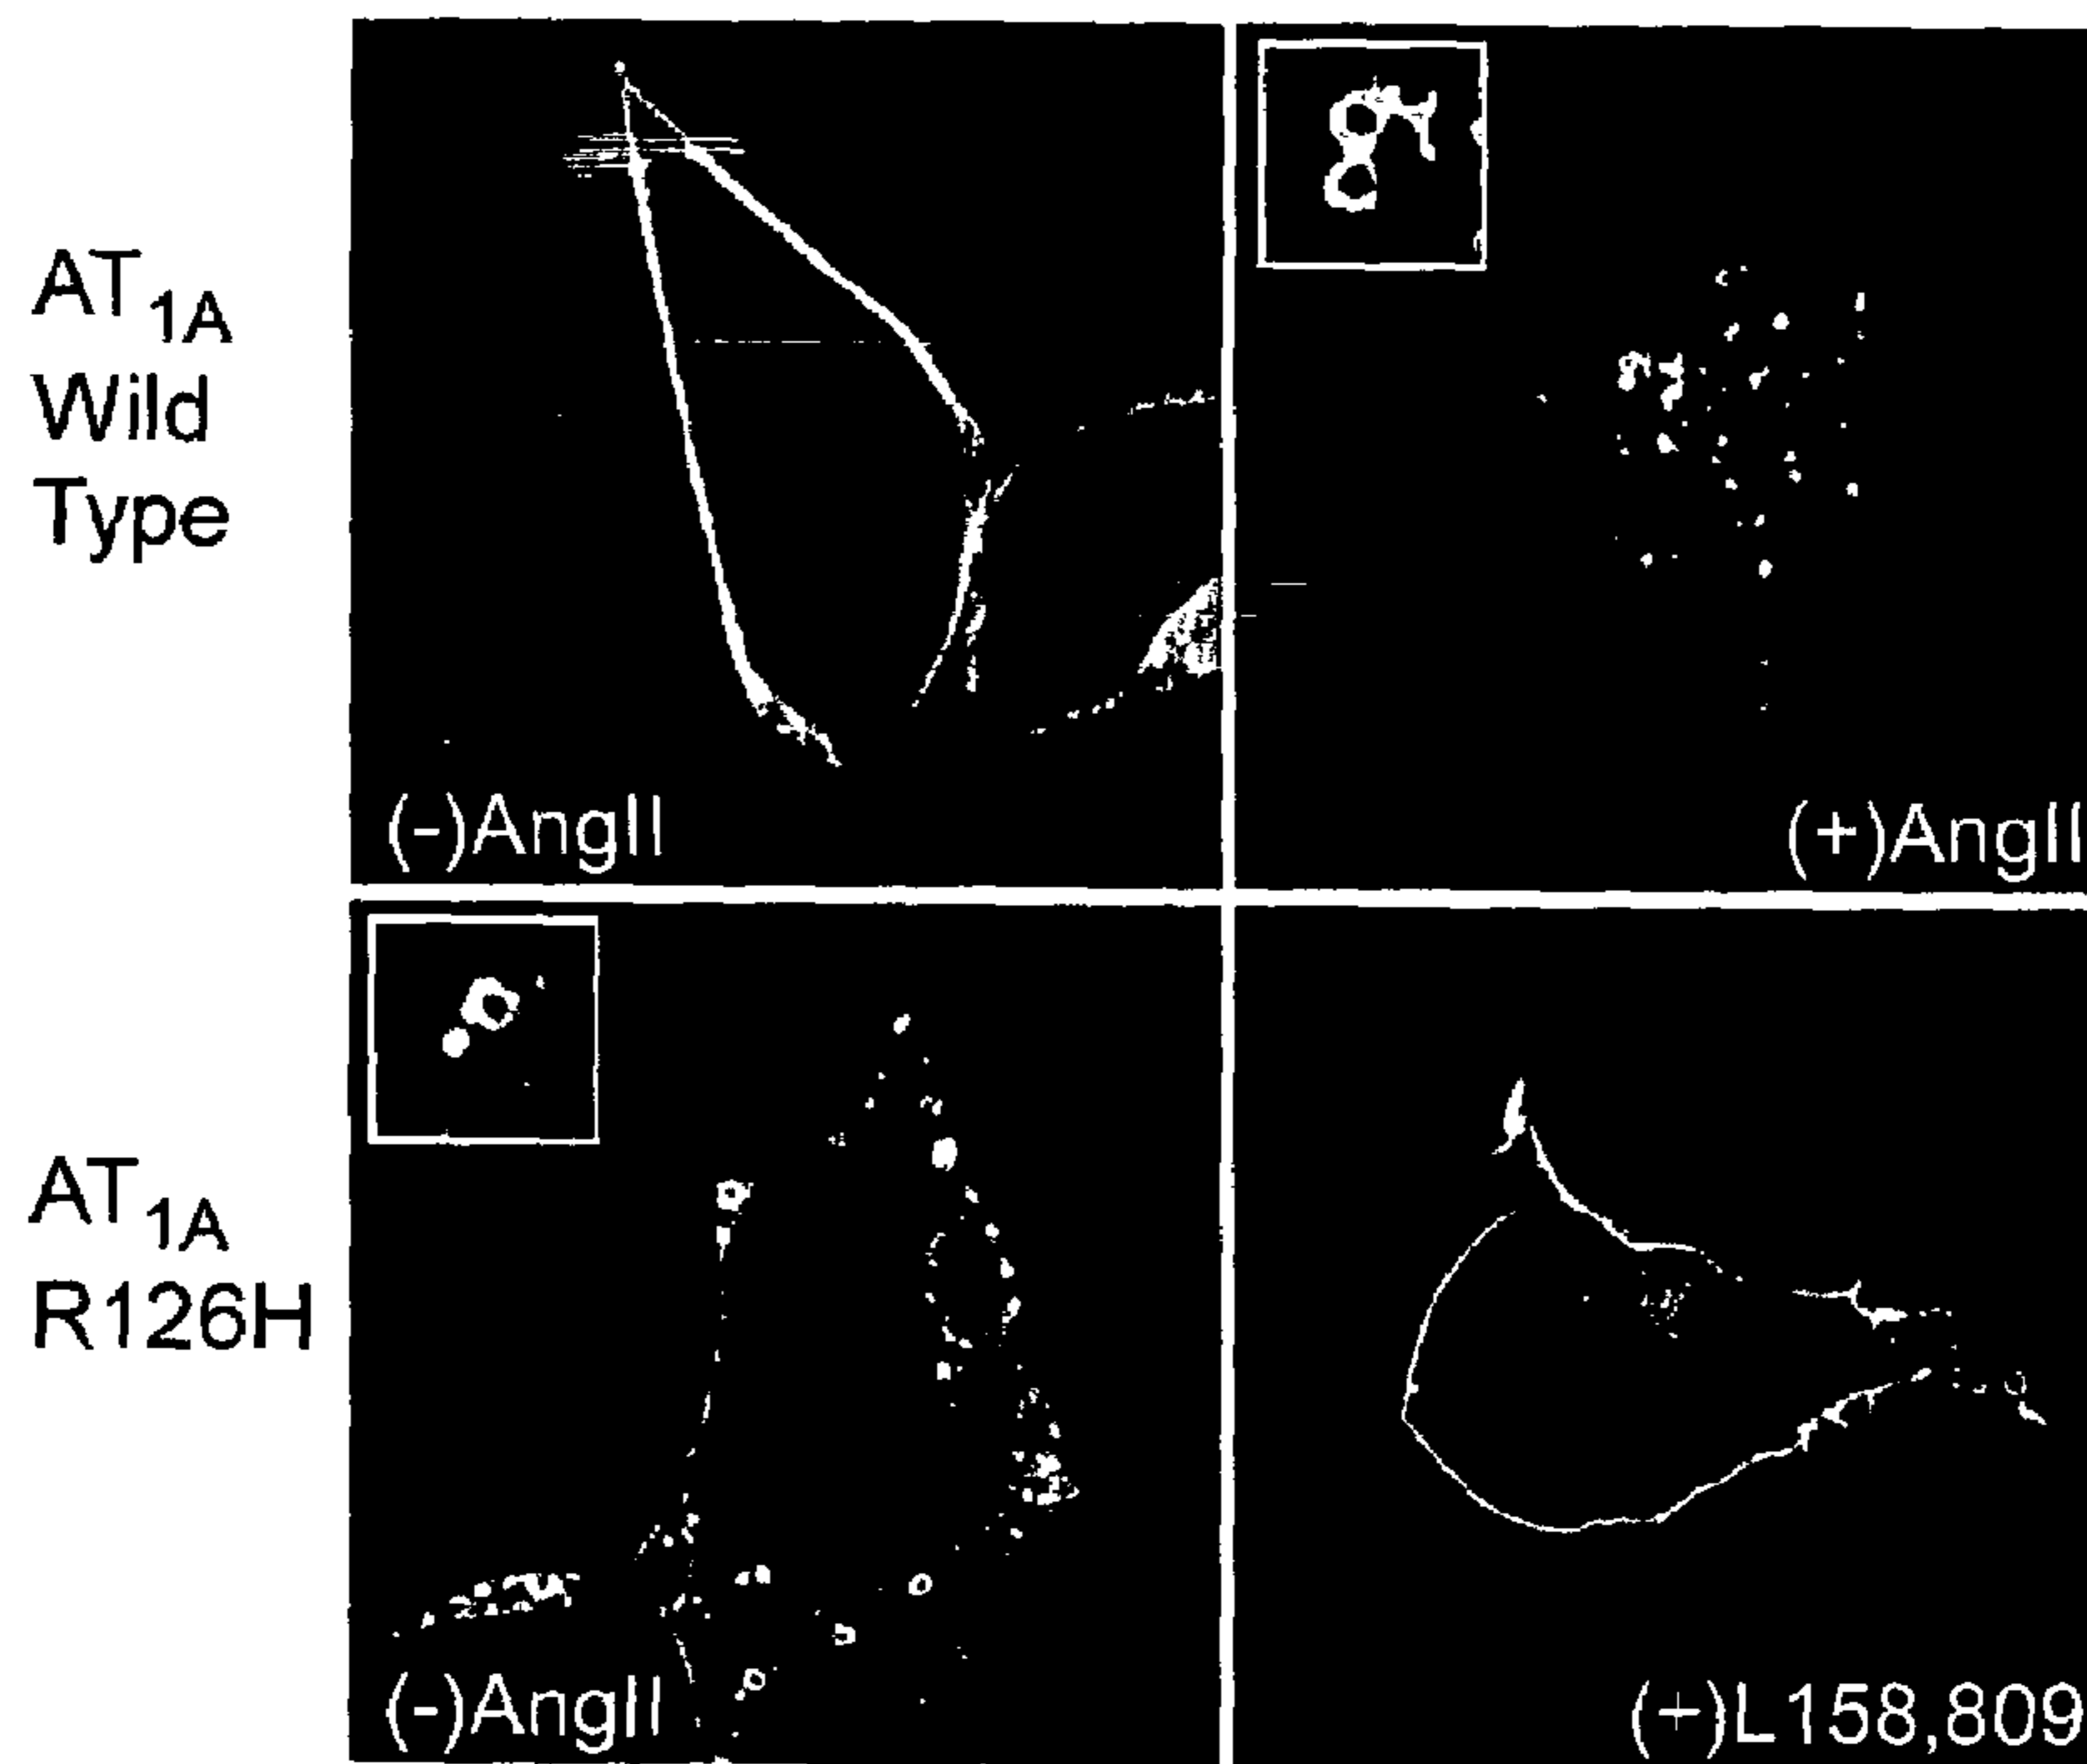 AT1A
Wild
Type
(-)AngII
(+)AngII
AT1A
R126H
(-)AngII
(+)L158,809